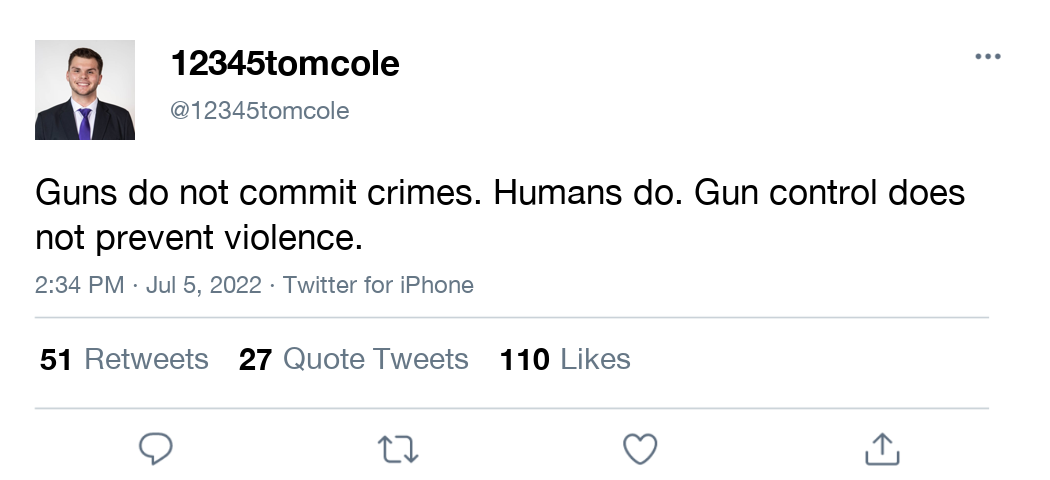 12345tomcole
@12345tomcole
Guns do not commit crimes. Humans do. Gun control does
not prevent violence.
2:34 PM · Jul 5, 2022 · Twitter for iPhone
51 Retweets 27 Quote Tweets 110 Likes